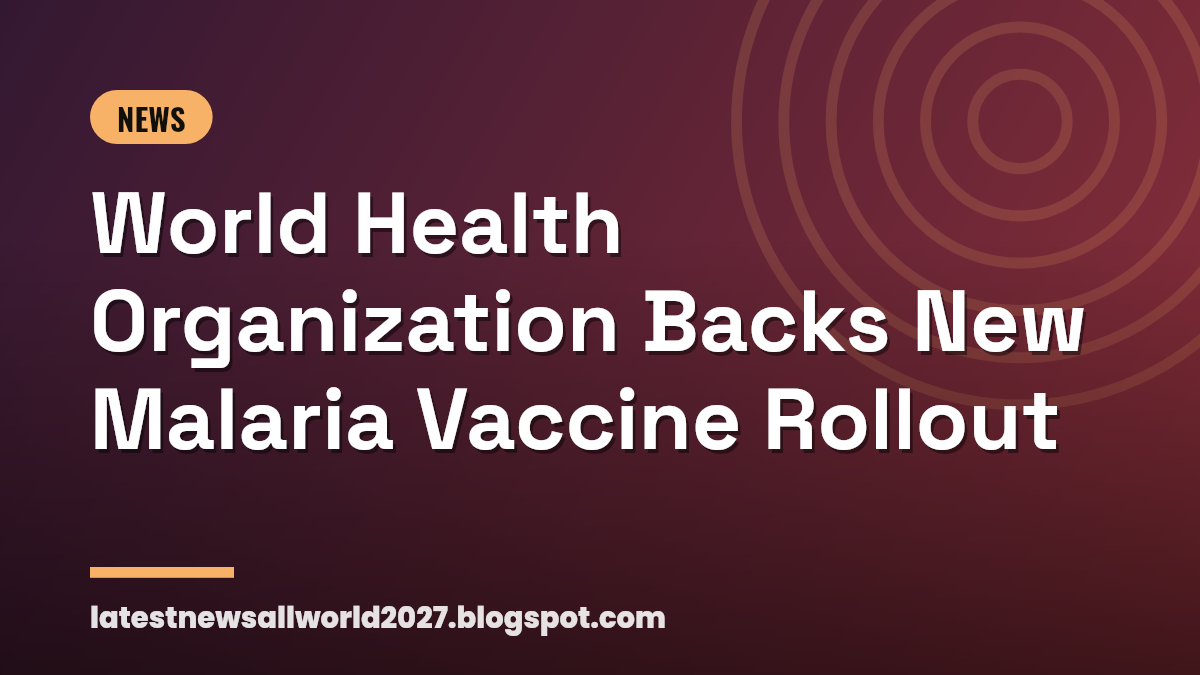 NEWS
World Health
Organization Backs New
Malaria Vaccine Rollout
latestnewsallworld2027.blogspot.com